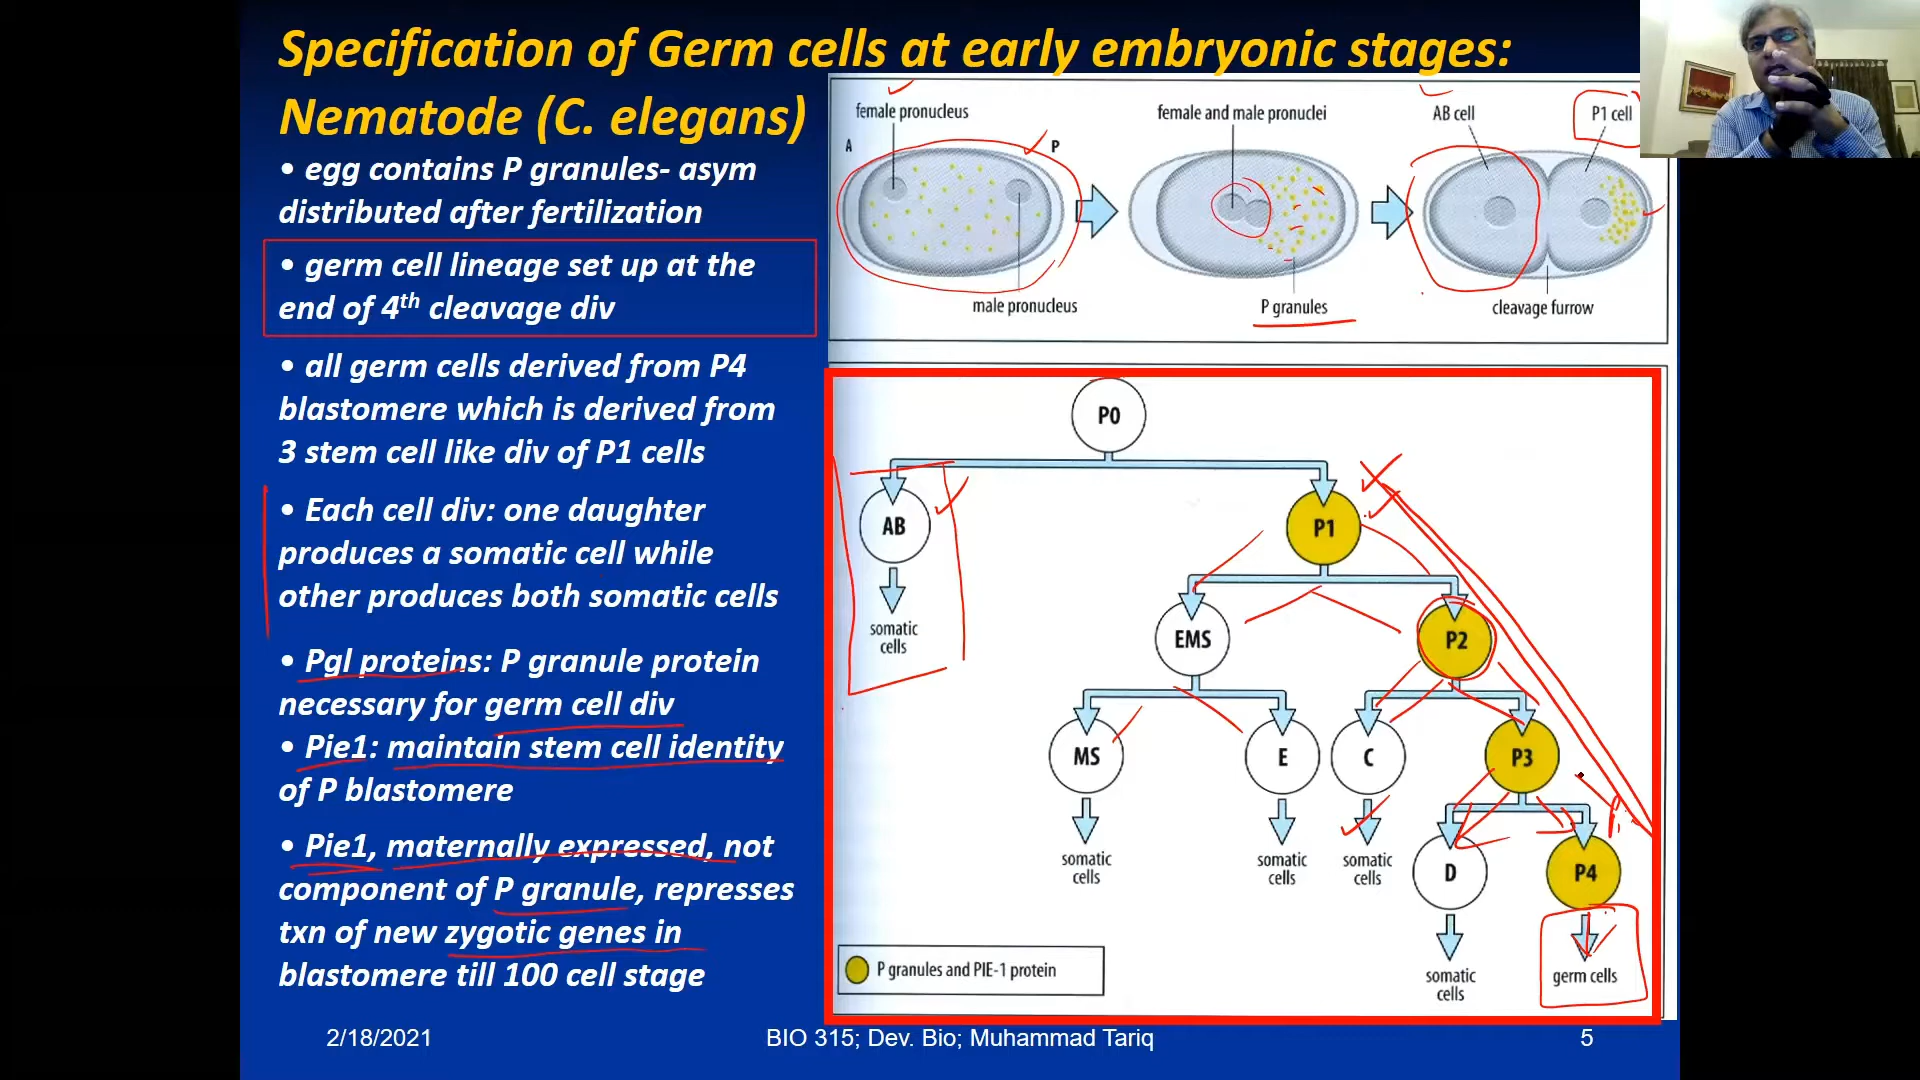 Specification of Germ cells at early embryonic stages:
Nematode (C. elegans)
• egg contains P granules- asym
distributed after fertilization
• germ cell lineage set up at the
end of 4th cleavage div
• all germ cells derived from P4
blastomere which is derived from
3 stem cell like div of P1 cells
• Each cell div: one daughter
produces a somatic cell while
other produces both somatic cells
• Pgl proteins: P granule protein
necessary for germ cell div
• Pie1: maintain stem cell identity
of P blastomere
• Pie1, maternally expressed, not
component of P granule, represses
txn of new zygotic genes in
blastomere till 100 cell stage
female pronucleus
A
P
male pronucleus
female and male pronuclei
P granules
AB cell
P1 cell
cleavage furrow
P0
AB
P1
somatic
cells
EMS
P2
MS
E
C
P3
somatic
cells
somatic
cells
somatic
cells
D
P4
somatic
cells
germ cells
P granules and PIE-1 protein
2/18/2021
BIO 315; Dev. Bio; Muhammad Tariq
5